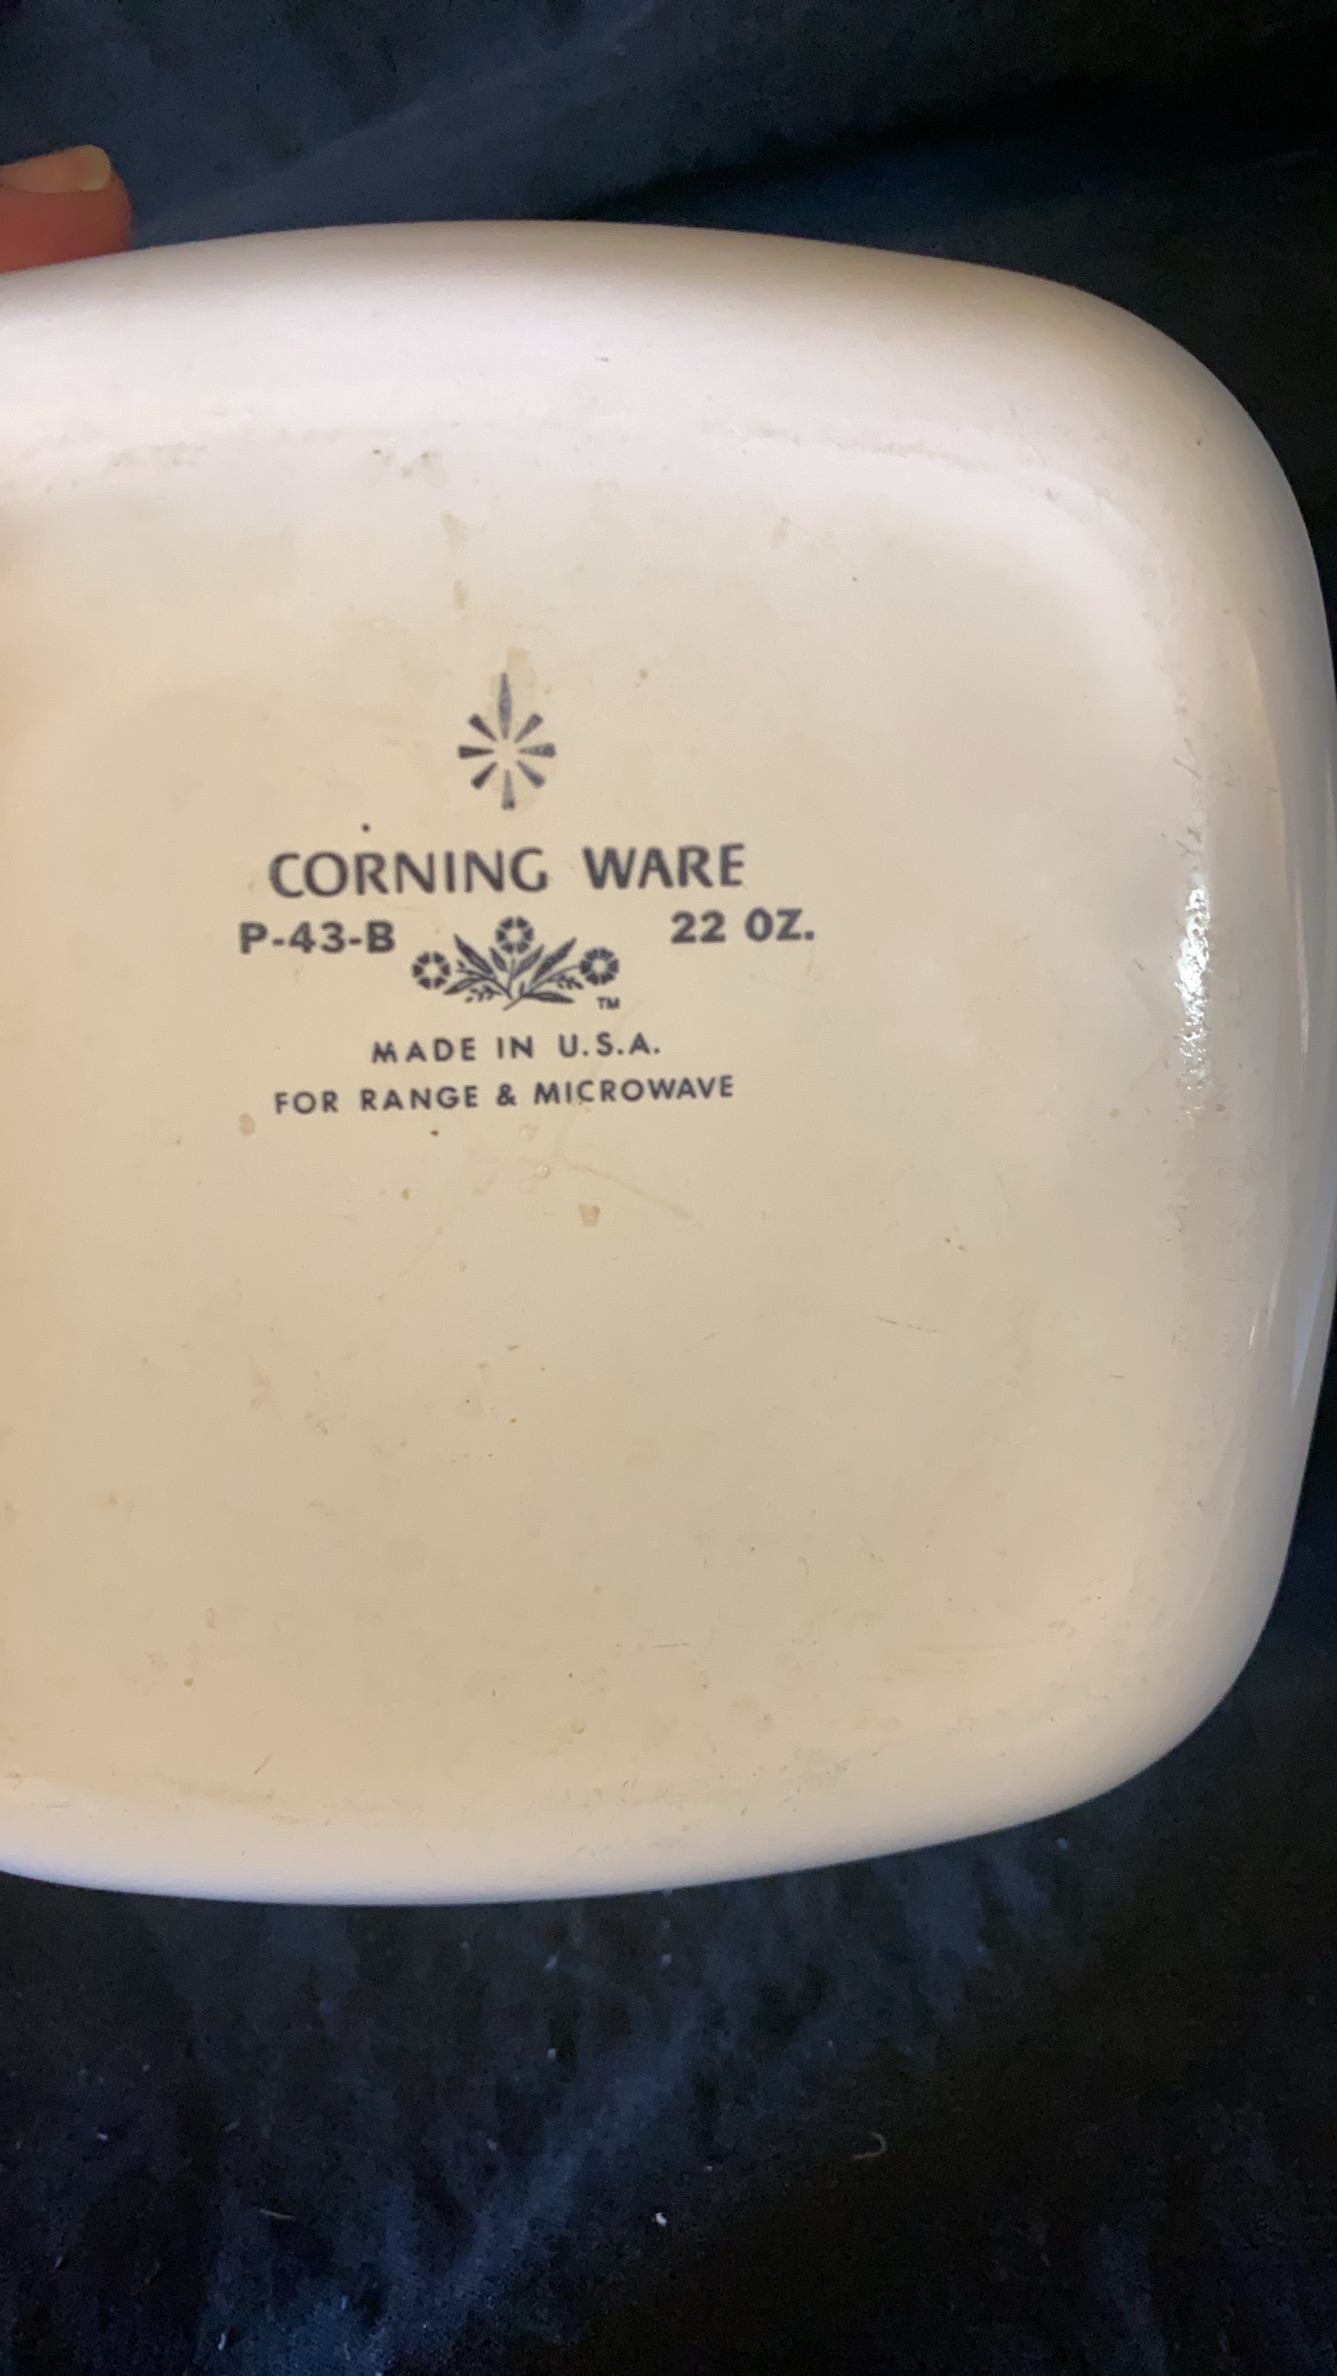 CORNING WARE
P-43-B 22 OZ.
TM
MADE IN U.S.A.
FOR RANGE & MICROWAVE